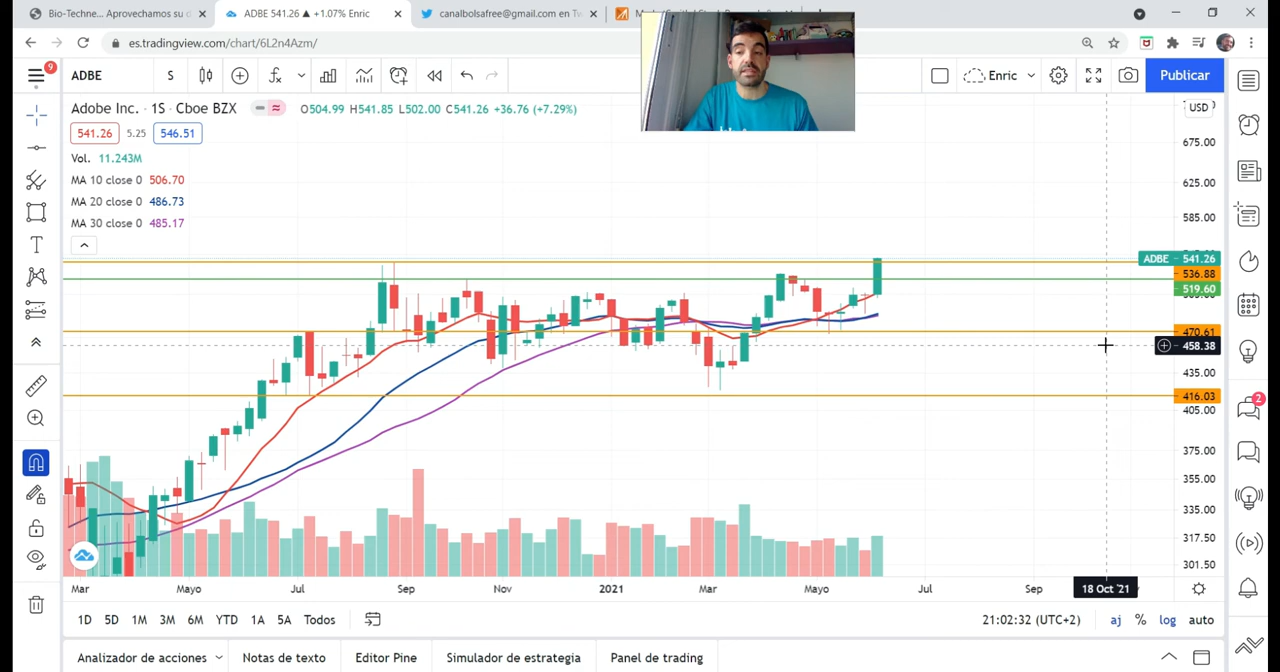 Bio-Techne... Aprovechamos su d
ADBE 541.26 ▲ +1.07% Enric
canalbolsafree@gmail.com en Tw
es.tradingview.com/chart/6L2n4Azm/
9
ADBE
S
Enric
Publicar
Adobe Inc. · 1S · Cboe BZX
O504.99 H541.85 L502.00 C541.26 +36.76 (+7.29%)
541.26
5.25
546.51
Vol. 11.243M
MA 10 close 0 506.70
MA 20 close 0 486.73
MA 30 close 0 485.17
USD
675.00
625.00
585.00
ADBE 541.26
536.88
519.60
470.61
458.38
435.00
416.03
405.00
375.00
355.00
335.00
317.50
301.50
2
Mar
Mayo
Jul
Sep
Nov
2021
Mar
Mayo
Jul
Sep
18 Oct '21
1D 5D 1M 3M 6M YTD 1A 5A Todos
21:02:32 (UTC+2)
aj % log auto
Analizador de acciones
Notas de texto
Editor Pine
Simulador de estrategia
Panel de trading